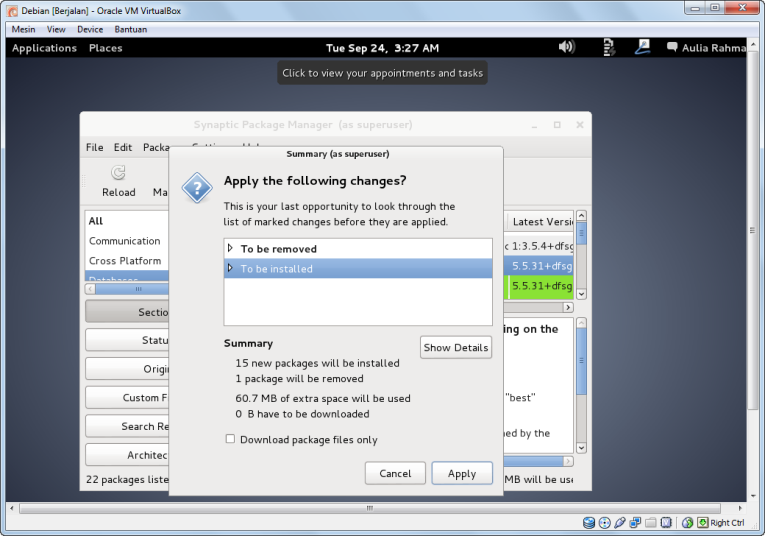 Debian [Berjalan] - Oracle VM VirtualBox
Mesin View Device Bantuan
Applications Places Tue Sep 24, 3:27 AM Aulia Rahma
Click to view your appointments and tasks
Synaptic Package Manager (as superuser)
File Edit Packa
Summary (as superuser)
Reload Ma
Apply the following changes?
This is your last opportunity to look through the
list of marked changes before they are applied.
All
Communication
Cross Platform
Databases
Latest Versi
c 1:3.5.4+dfsg
5.5.31+dfsg
5.5.31+dfsg
To be removed
To be installed
Sectio
Statu
Origi
Custom F
Search Re
Architec
Summary
Show Details
15 new packages will be installed
1 package will be removed
60.7 MB of extra space will be used
0 B have to be downloaded
Download package files only
Cancel Apply
ing on the
"best"
ned by the
22 packages liste
MB will be use
Right Ctrl